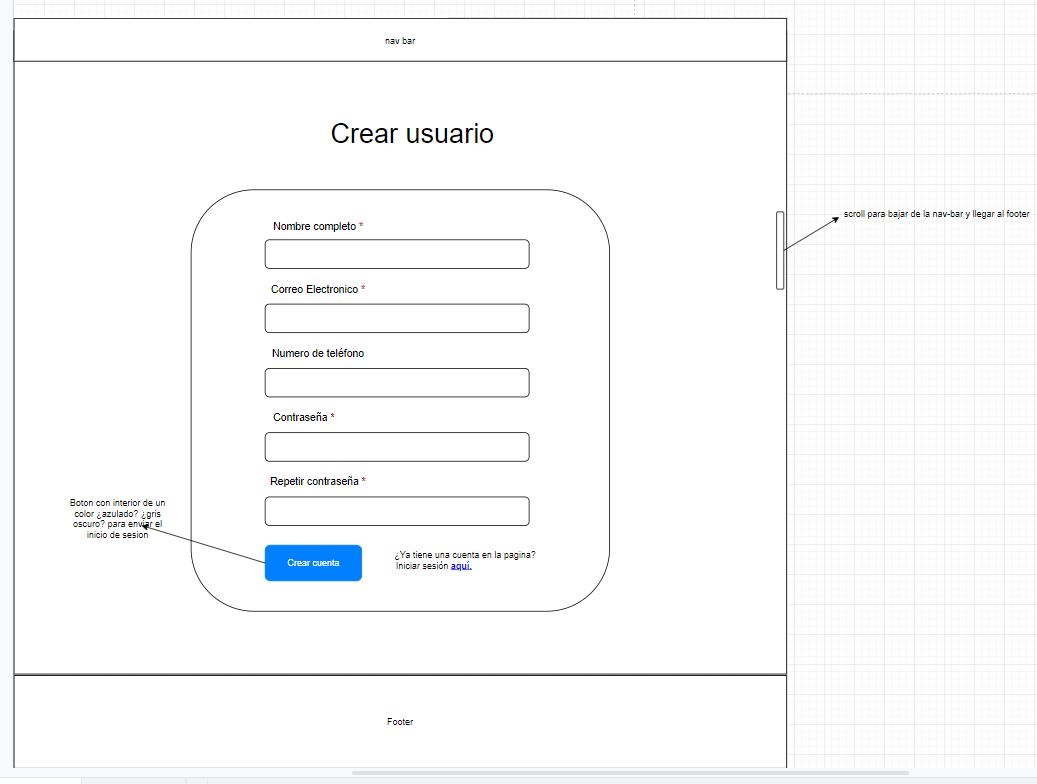 nav bar
Crear usuario
scroll para bajar de la nav-bar y llegar al footer
Nombre completo *
Correo Electronico *
Numero de teléfono
Contraseña *
Repetir contraseña *
Boton con interior de un
color ¿azulado? ¿gris
oscuro? para enviar el
inicio de sesion
Crear cuenta
¿Ya tiene una cuenta en la pagina?
Iniciar sesión aquí.
Footer